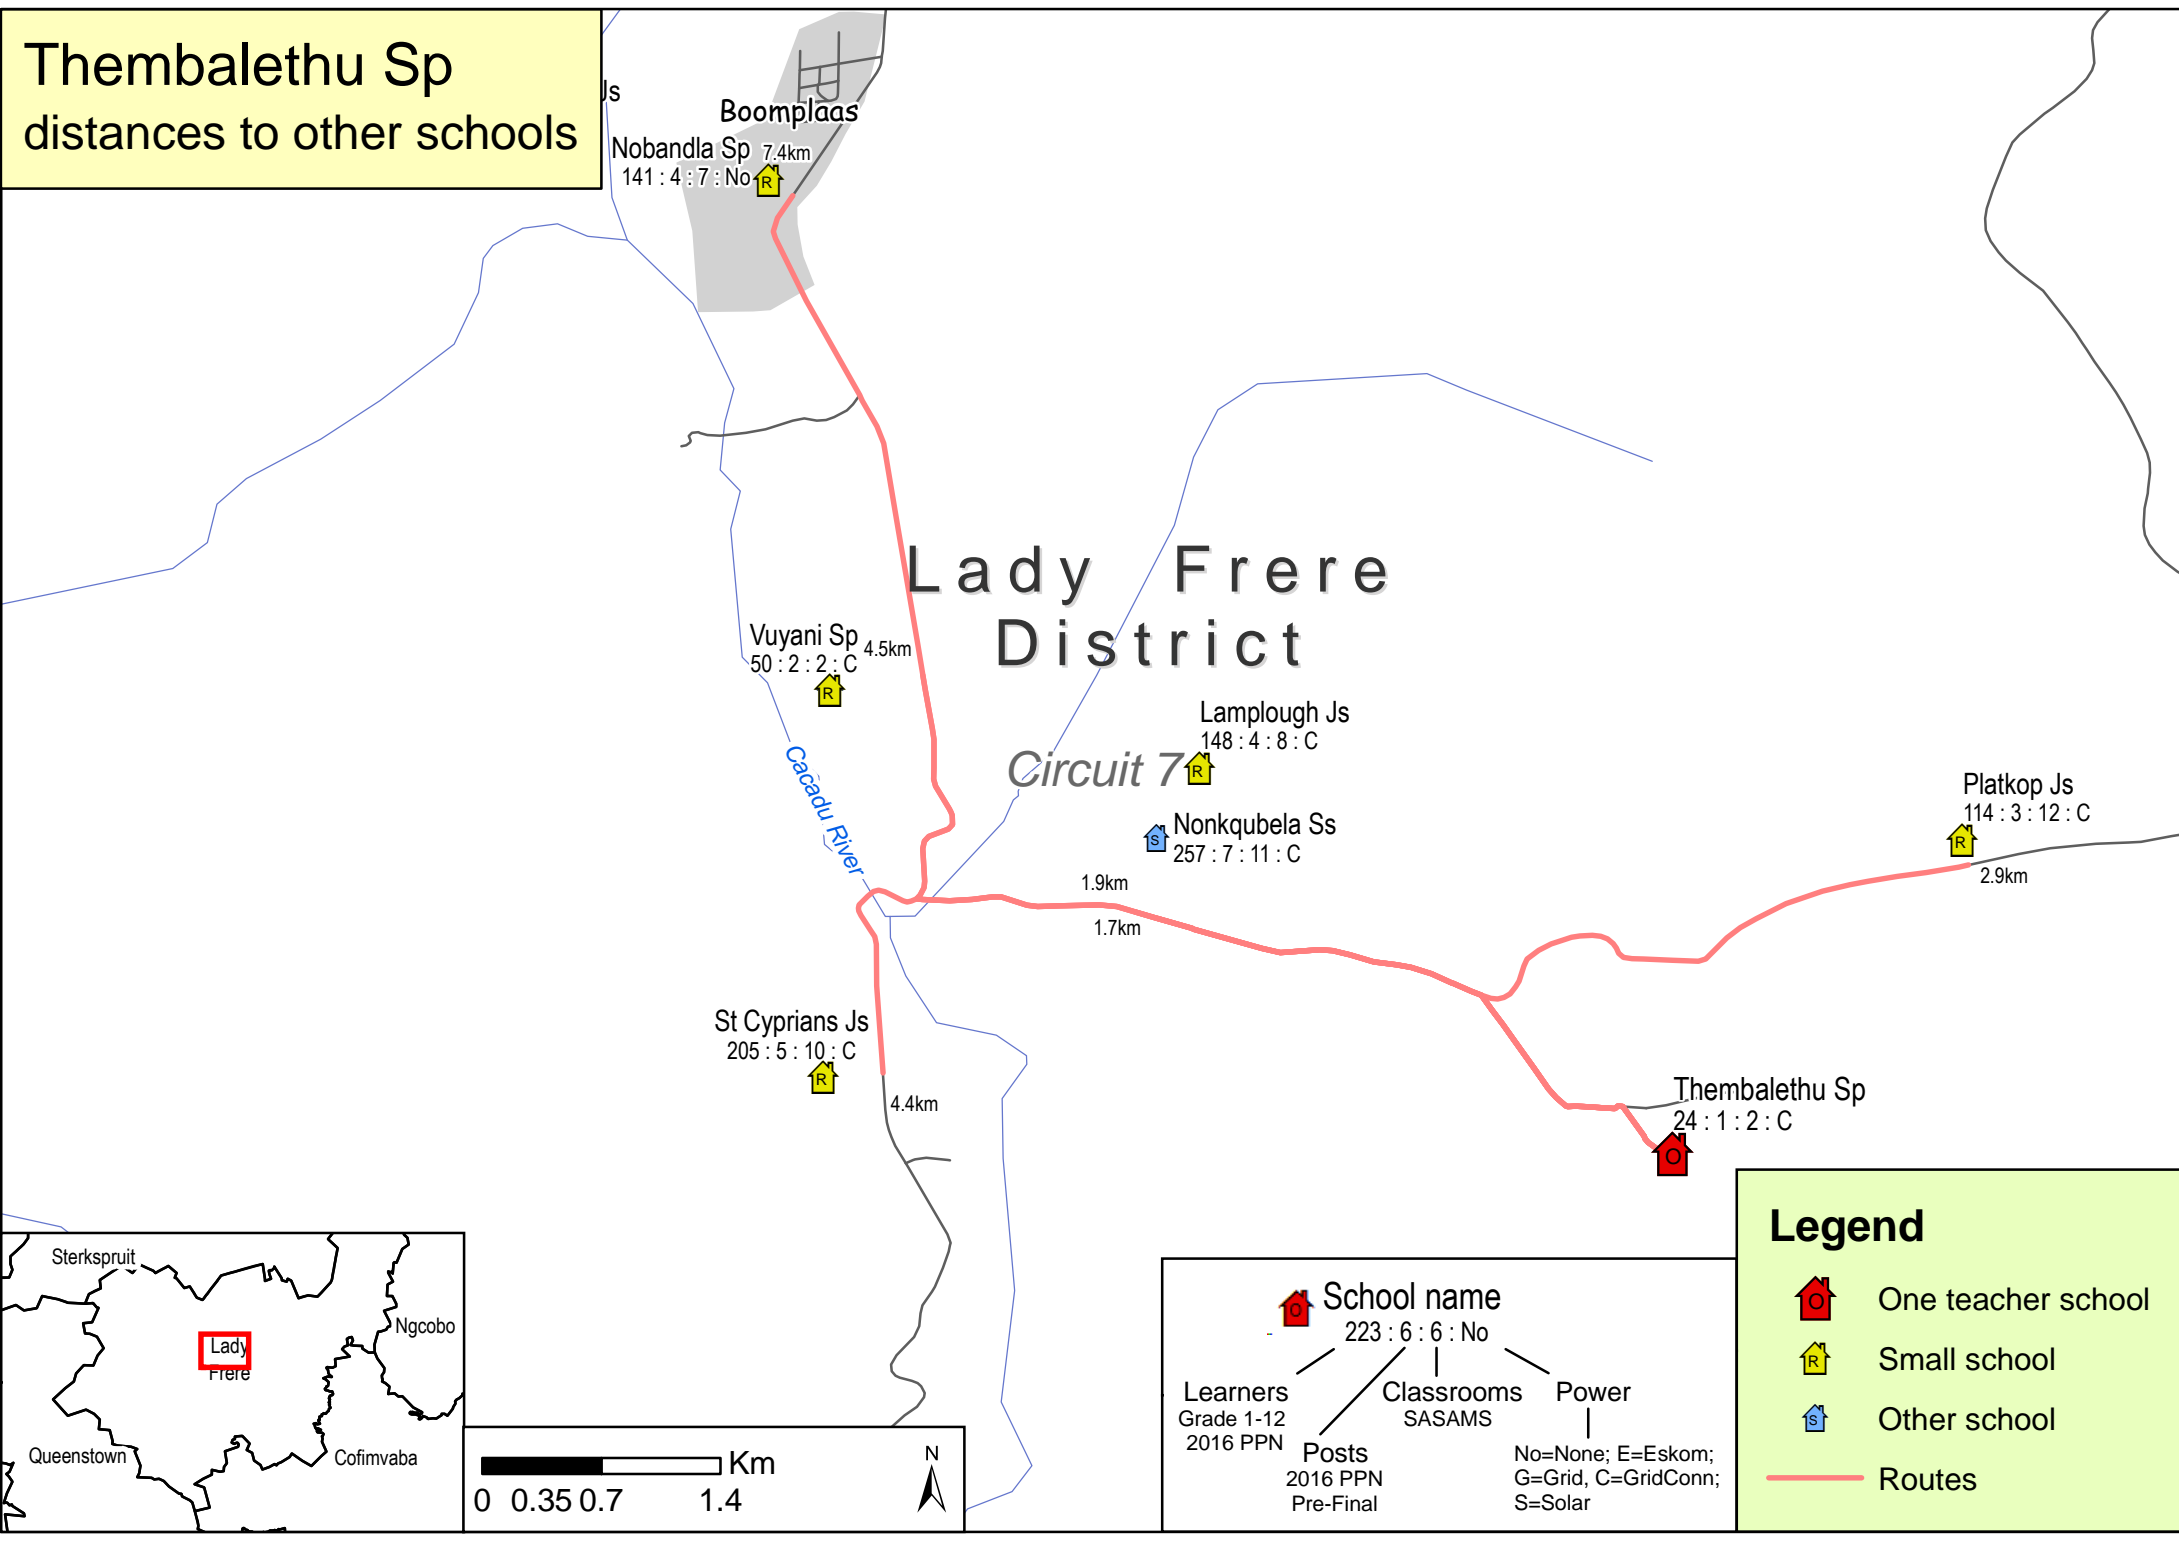 Thembalethu Sp
distances to other schools
Js
Boomplaas
Nobandla Sp
7.4km
141 : 4 : 7 : No
R
Lady Frere
District
Vuyani Sp
4.5km
50 : 2 : 2 : C
R
Lamplough Js
148 : 4 : 8 : C
Circuit 7
R
Cacadu River
Nonkqubela Ss
257 : 7 : 11 : C
S
Platkop Js
114 : 3 : 12 : C
R
2.9km
1.9km
1.7km
St Cyprians Js
205 : 5 : 10 : C
R
4.4km
Thembalethu Sp
24 : 1 : 2 : C
O
Sterkspruit
Ngcobo
Lady
Frere
Queenstown
Cofimvaba
Km
0 0.35 0.7 1.4
N
O
School name
223 : 6 : 6 : No
Learners
Grade 1-12
2016 PPN
Posts
2016 PPN
Pre-Final
Classrooms
SASAMS
Power
No=None; E=Eskom;
G=Grid, C=GridConn;
S=Solar
Legend
O One teacher school
R Small school
S Other school
Routes